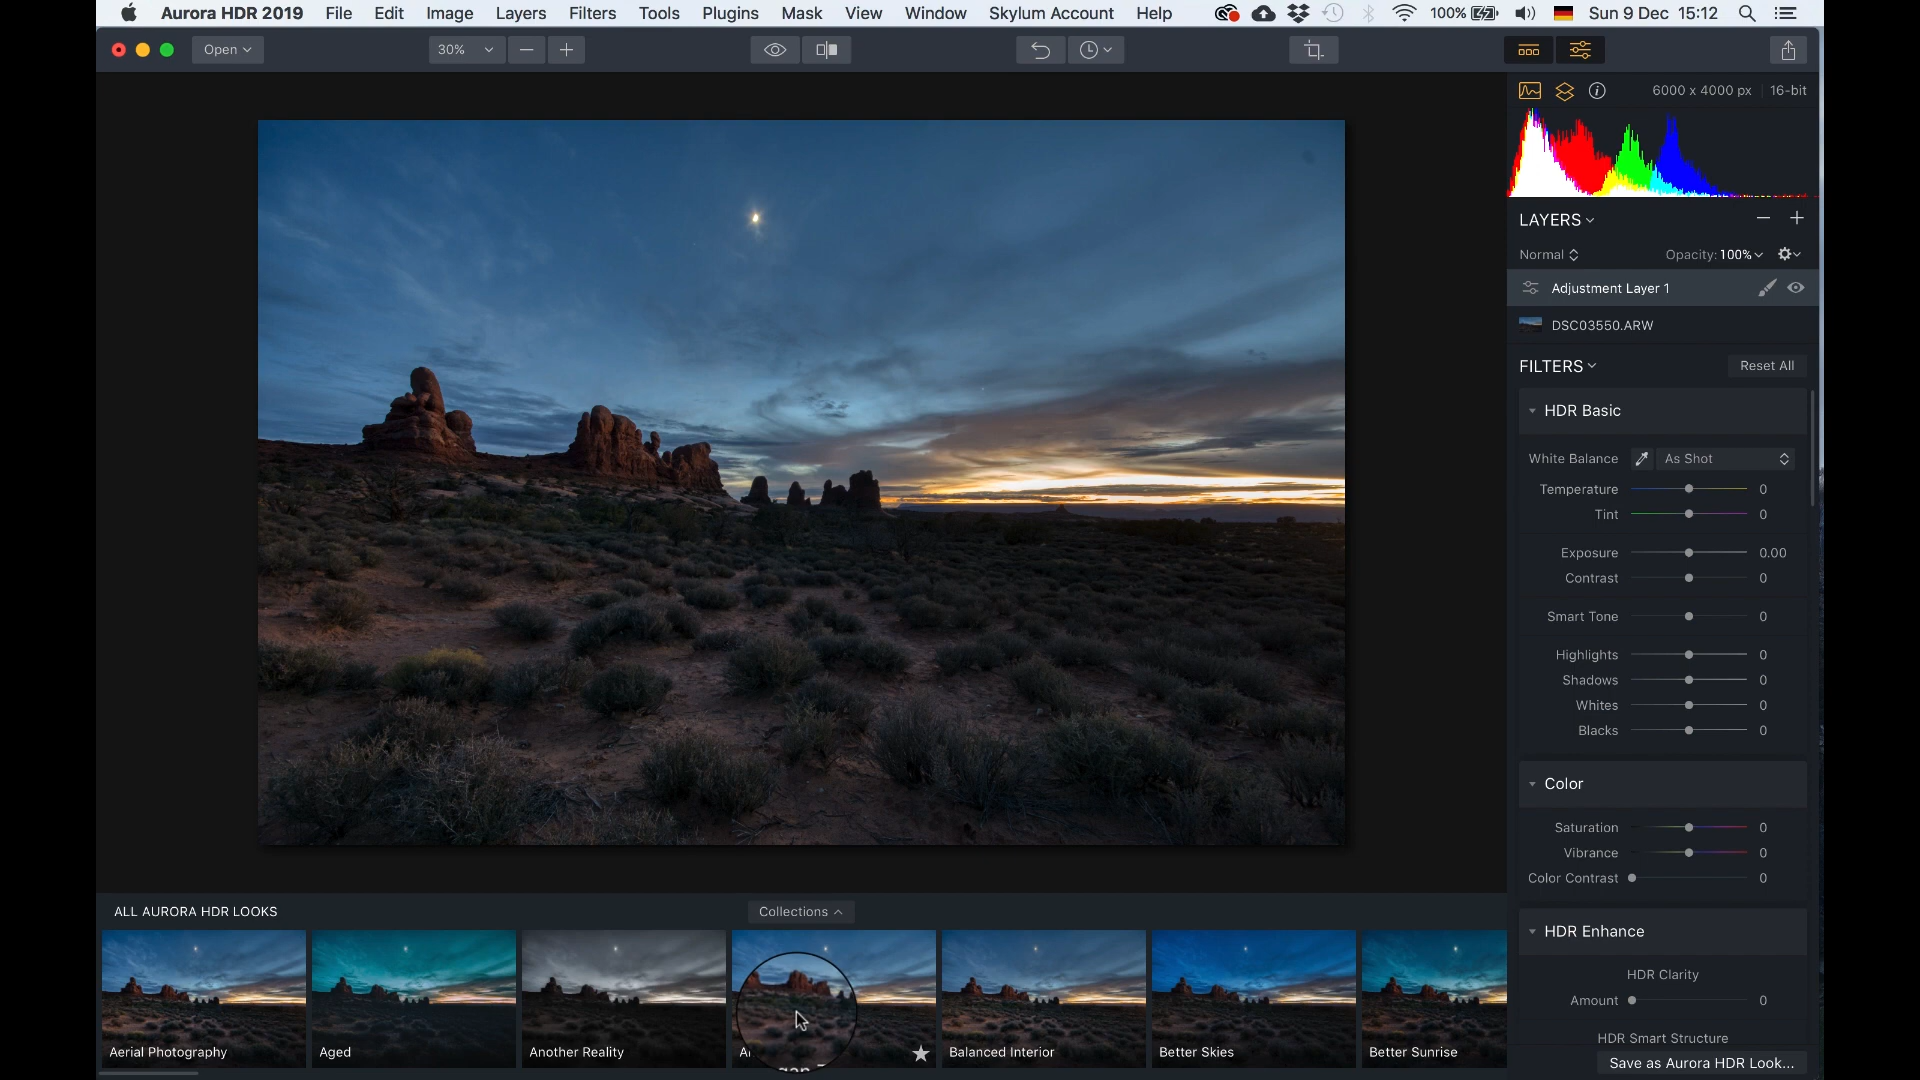 Aurora HDR 2019 File Edit Image Layers Filters Tools Plugins Mask View Window Skylum Account Help 100% Sun 9 Dec 15:12
Open 30%
6000 x 4000 px 16-bit
LAYERS
Normal Opacity: 100%
Adjustment Layer 1
DSC03550.ARW
FILTERS Reset All
HDR Basic
White Balance As Shot
Temperature 0
Tint 0
Exposure 0.00
Contrast 0
Smart Tone 0
Highlights 0
Shadows 0
Whites 0
Blacks 0
Color
Saturation 0
Vibrance 0
Color Contrast 0
HDR Enhance
HDR Clarity
Amount 0
HDR Smart Structure
Save as Aurora HDR Look...
ALL AURORA HDR LOOKS Collections
Aerial Photography Aged Another Reality Balanced Interior Better Skies Better Sunrise